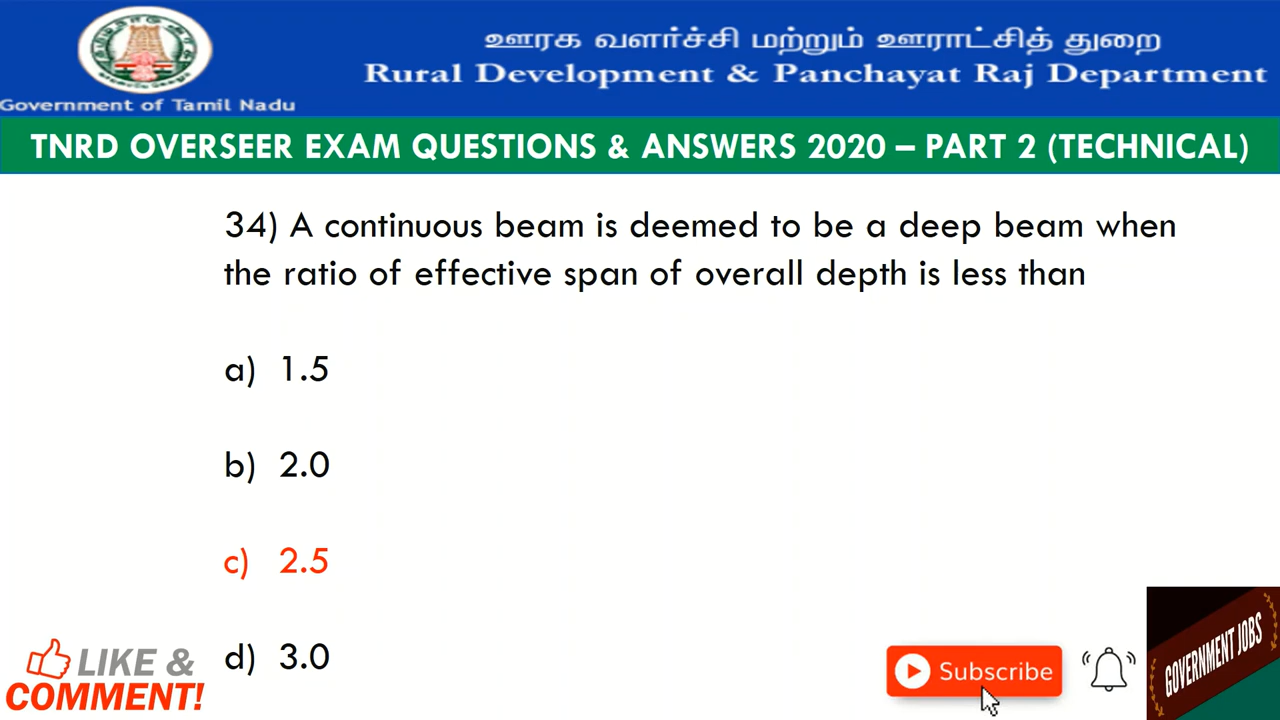 ஊரக வளர்ச்சி மற்றும் ஊராட்சித் துறை
Rural Development & Panchayat Raj Department
Government of Tamil Nadu
TNRD OVERSEER EXAM QUESTIONS & ANSWERS 2020 – PART 2 (TECHNICAL)
34) A continuous beam is deemed to be a deep beam when
the ratio of effective span of overall depth is less than
a) 1.5
b) 2.0
c) 2.5
d) 3.0
LIKE &
COMMENT!
Subscribe
GOVERNMENT JOBS